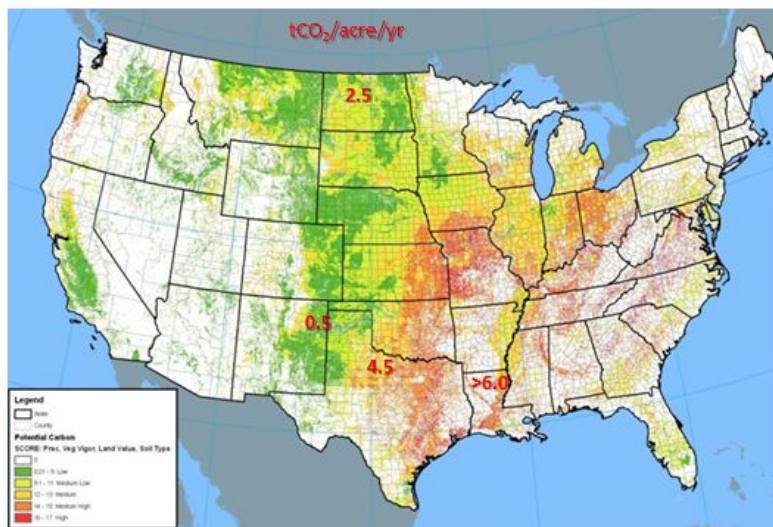 tCO₂/acre/yr
2.5
0.5
4.5
>6.0
Legend
State
County
Potential Carbon
SCORE: Prec, Veg Vigor, Land Value, Soil Type
0
0.01 - 9: Low
9.1 - 11: Medium Low
12 - 13: Medium
14 - 15: Medium High
16 - 17: High